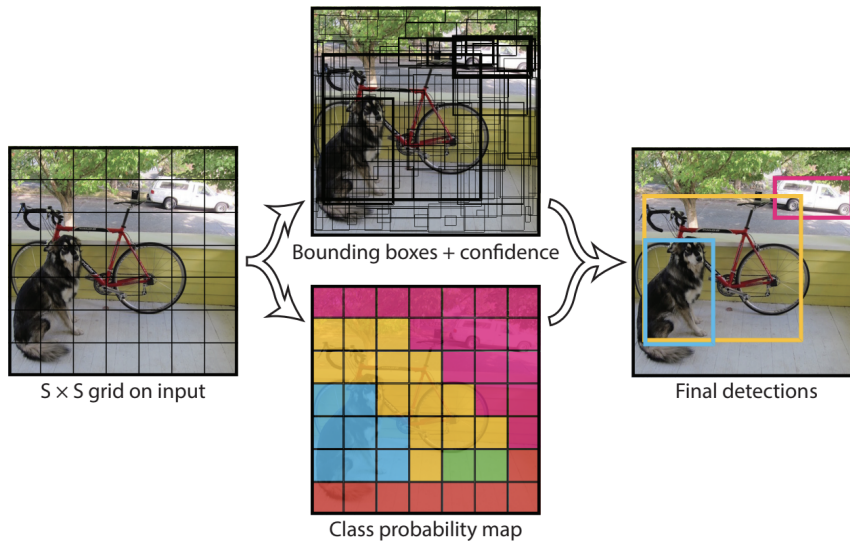 S × S grid on input
Bounding boxes + confidence
Class probability map
Final detections